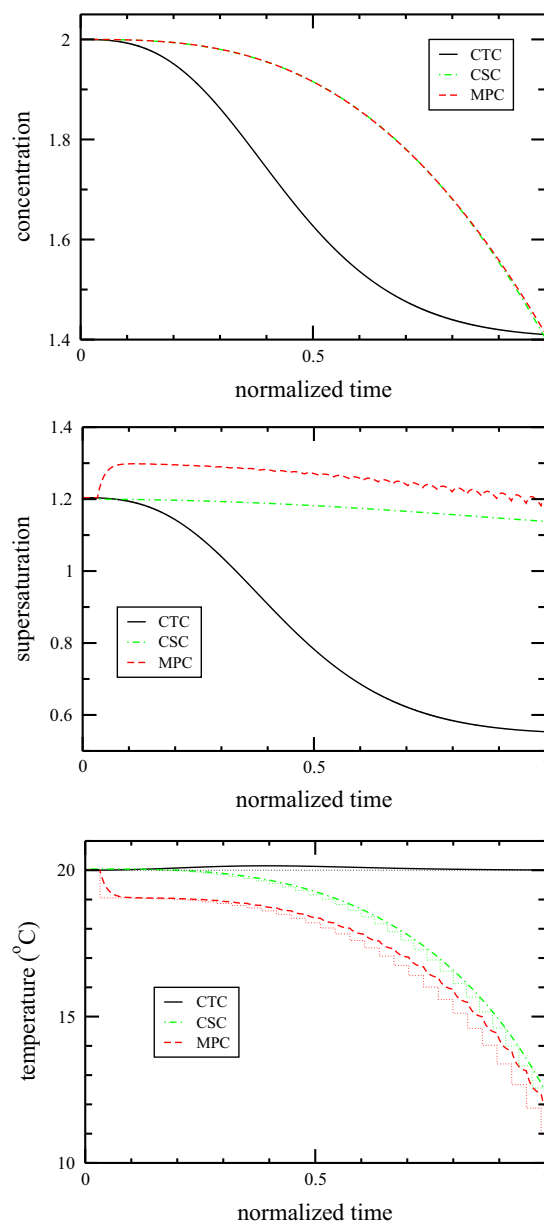 2
1.8
1.6
1.4
concentration
CTC
CSC
MPC
0
0.5
normalized time
1.4
1.2
1
0.8
0.6
supersaturation
CTC
CSC
MPC
0
0.5
normalized time
20
15
10
temperature (°C)
CTC
CSC
MPC
0
0.5
normalized time